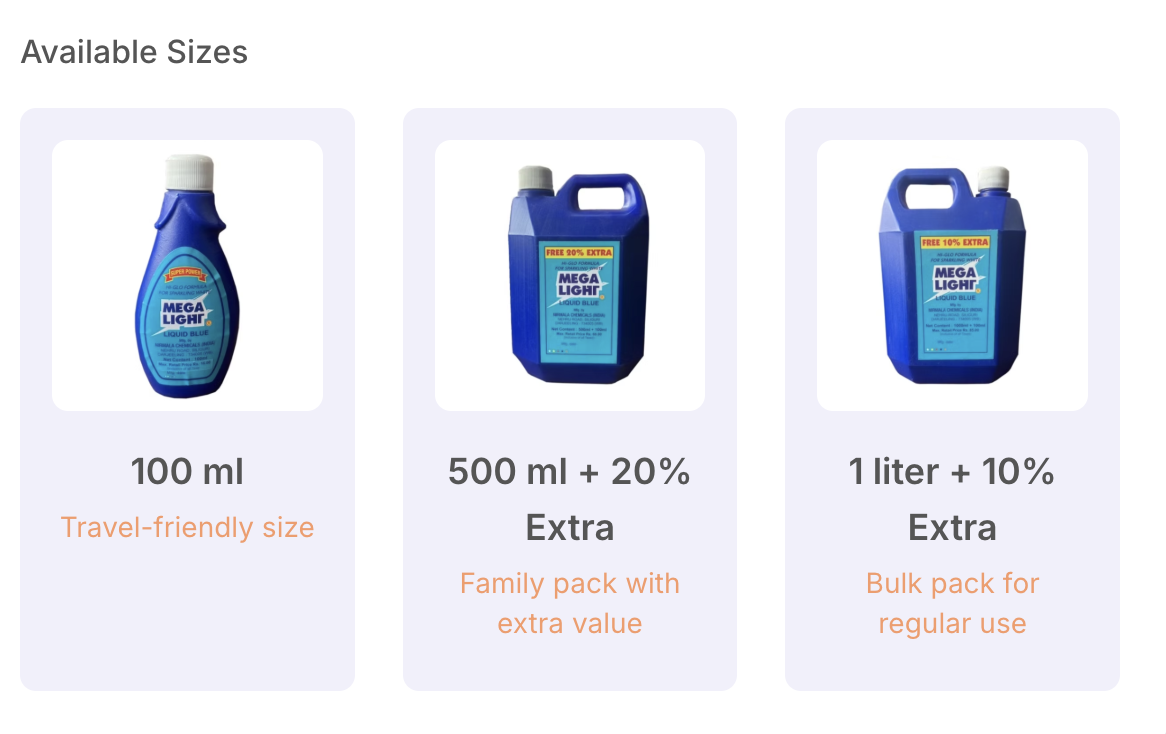 Available Sizes
SUPER POWER
HI-GLO FORMULA
FOR SPARKLING WHITE
MEGA
LIGHT
LIQUID BLUE
100 ml
Travel-friendly size
FREE 20% EXTRA
HI-GLO FORMULA
FOR SPARKLING WHITE
MEGA
LIGHT
LIQUID BLUE
500 ml + 20%
Extra
Family pack with
extra value
FREE 10% EXTRA
HI-GLO FORMULA
FOR SPARKLING WHITE
MEGA
LIGHT
LIQUID BLUE
1 liter + 10%
Extra
Bulk pack for
regular use